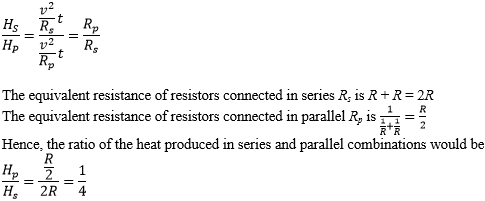 H_S/H_P = (v²/R_s t)/(v²/R_p t) = R_p/R_s
The equivalent resistance of resistors connected in series R_s is R + R = 2R
The equivalent resistance of resistors connected in parallel R_p is 1/(1/R + 1/R) = R/2
Hence, the ratio of the heat produced in series and parallel combinations would be
H_p/H_s = (R/2)/2R = 1/4